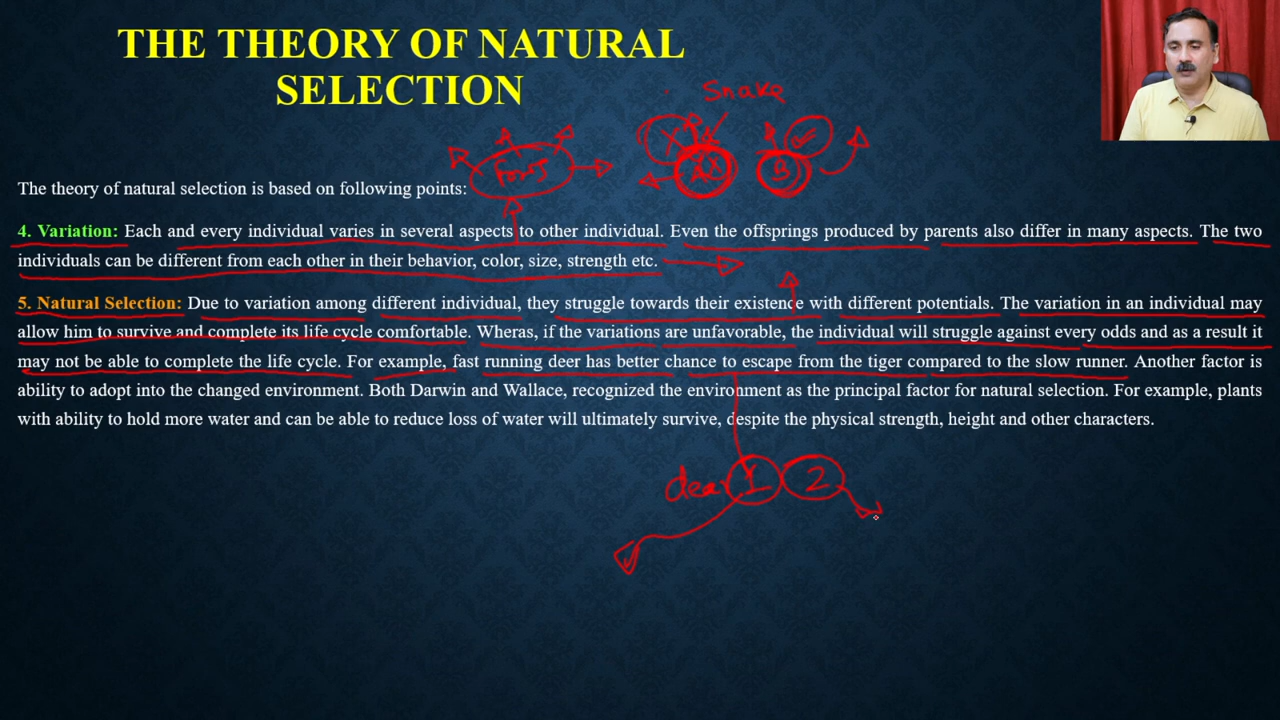 THE THEORY OF NATURAL
SELECTION
Snake
A X
X
B
The theory of natural selection is based on following points:
4. Variation: Each and every individual varies in several aspects to other individual. Even the offsprings produced by parents also differ in many aspects. The two
individuals can be different from each other in their behavior, color, size, strength etc.
5. Natural Selection: Due to variation among different individual, they struggle towards their existence with different potentials. The variation in an individual may
allow him to survive and complete its life cycle comfortable. Wheras, if the variations are unfavorable, the individual will struggle against every odds and as a result it
may not be able to complete the life cycle. For example, fast running deer has better chance to escape from the tiger compared to the slow runner. Another factor is
ability to adopt into the changed environment. Both Darwin and Wallace, recognized the environment as the principal factor for natural selection. For example, plants
with ability to hold more water and can be able to reduce loss of water will ultimately survive, despite the physical strength, height and other characters.
dear 1 2